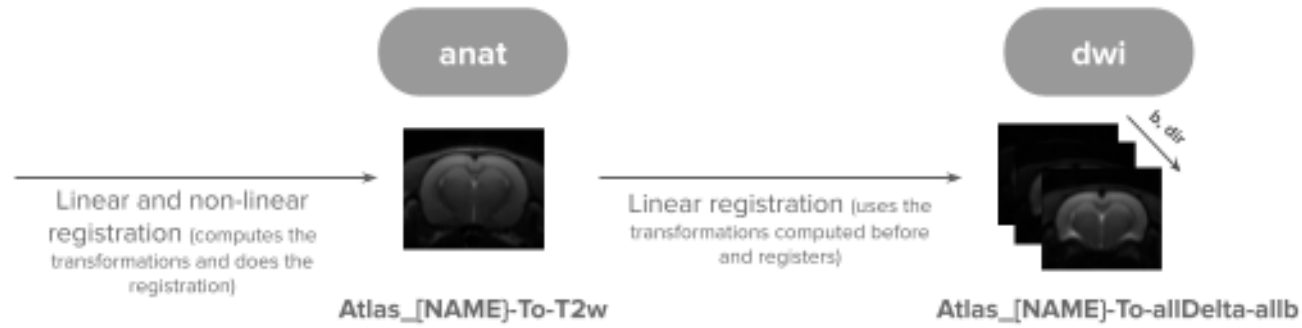 anat
dwi
b, dir
Linear and non-linear
registration (computes the
transformations and does the
registration)
Linear registration (uses the
transformations computed before
and registers)
Atlas_[NAME]-To-T2w
Atlas_[NAME]-To-allDelta-allb